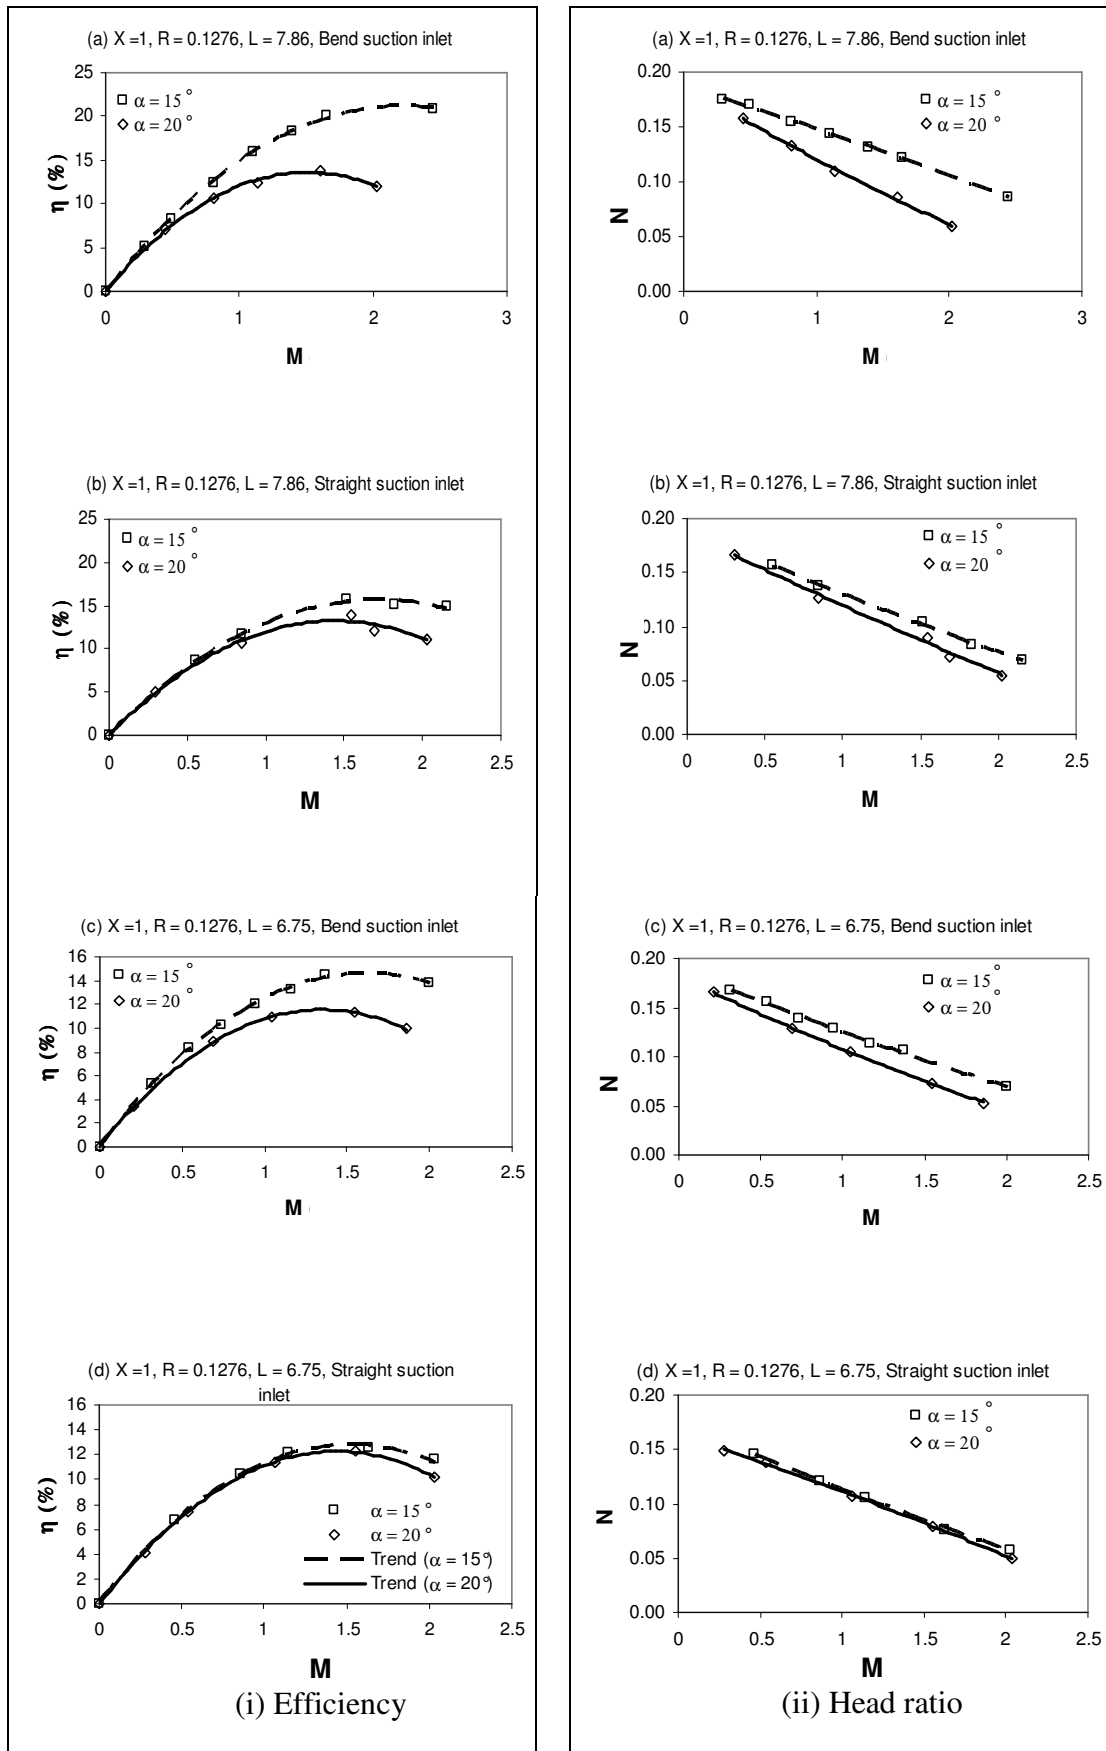 (a) X =1, R = 0.1276, L = 7.86, Bend suction inlet
25
20
15
10
5
0
η (%)
α = 15 °
α = 20 °
0 1 2 3
M
(b) X =1, R = 0.1276, L = 7.86, Straight suction inlet
25
20
15
10
5
0
η (%)
α = 15 °
α = 20 °
0 0.5 1 1.5 2 2.5
M
(c) X =1, R = 0.1276, L = 6.75, Bend suction inlet
16
14
12
10
8
6
4
2
0
η (%)
α = 15 °
α = 20 °
0 0.5 1 1.5 2 2.5
M
(d) X =1, R = 0.1276, L = 6.75, Straight suction
inlet
16
14
12
10
8
6
4
2
0
η (%)
α = 15°
α = 20°
Trend (α = 15°)
Trend (α = 20°)
0 0.5 1 1.5 2 2.5
M
(i) Efficiency
(a) X =1, R = 0.1276, L = 7.86, Bend suction inlet
0.20
0.15
0.10
0.05
0.00
N
α = 15 °
α = 20 °
0 1 2 3
M
(b) X =1, R = 0.1276, L = 7.86, Straight suction inlet
0.20
0.15
0.10
0.05
0.00
N
α = 15 °
α = 20 °
0 0.5 1 1.5 2 2.5
M
(c) X =1, R = 0.1276, L = 6.75, Bend suction inlet
0.20
0.15
0.10
0.05
0.00
N
α = 15 °
α = 20 °
0 0.5 1 1.5 2 2.5
M
(d) X =1, R = 0.1276, L = 6.75, Straight suction inlet
0.20
0.15
0.10
0.05
0.00
N
α = 15 °
α = 20 °
0 0.5 1 1.5 2 2.5
M
(ii) Head ratio